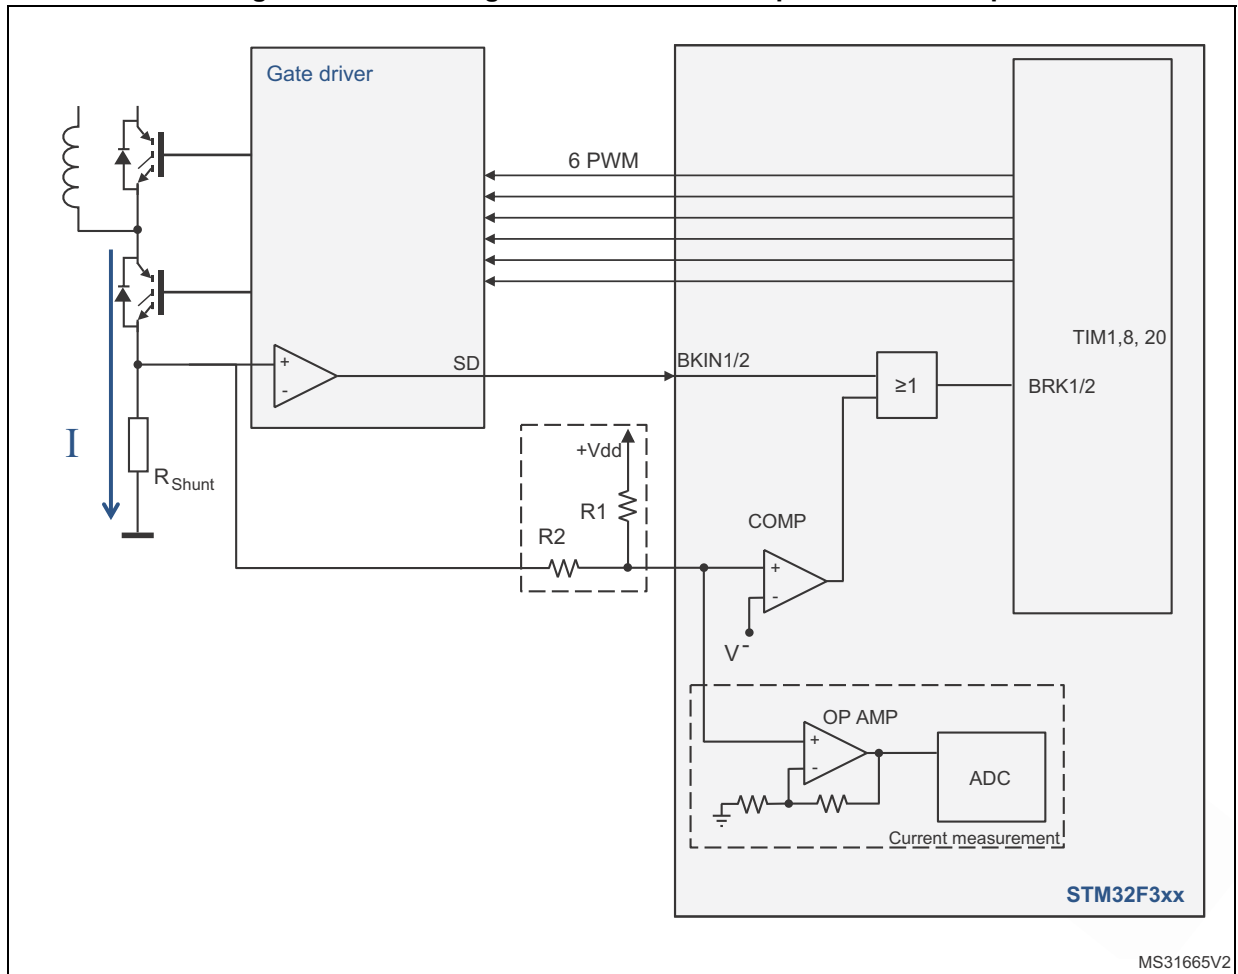 Gate driver
6 PWM
TIM1,8, 20
+
-
SD
BKIN1/2
≥1
BRK1/2
I
RShunt
+Vdd
R1
R2
COMP
+
-
V-
OP AMP
+
-
ADC
Current measurement
STM32F3xx
MS31665V2